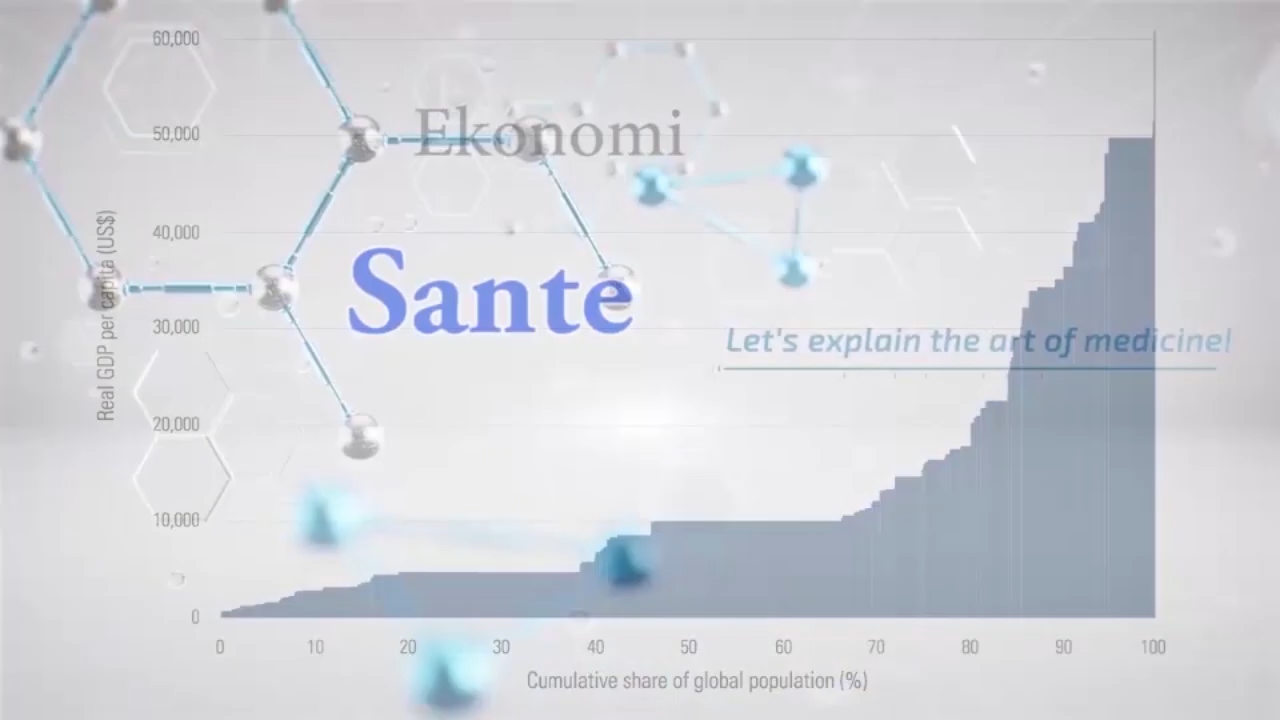 60,000
Ekonomi
50,000
40,000
Sante
30,000
Let's explain the art of medicine!
20,000
10,000
0
Real GDP per capita (US$)
0 10 20 30 40 50 60 70 80 90 100
Cumulative share of global population (%)